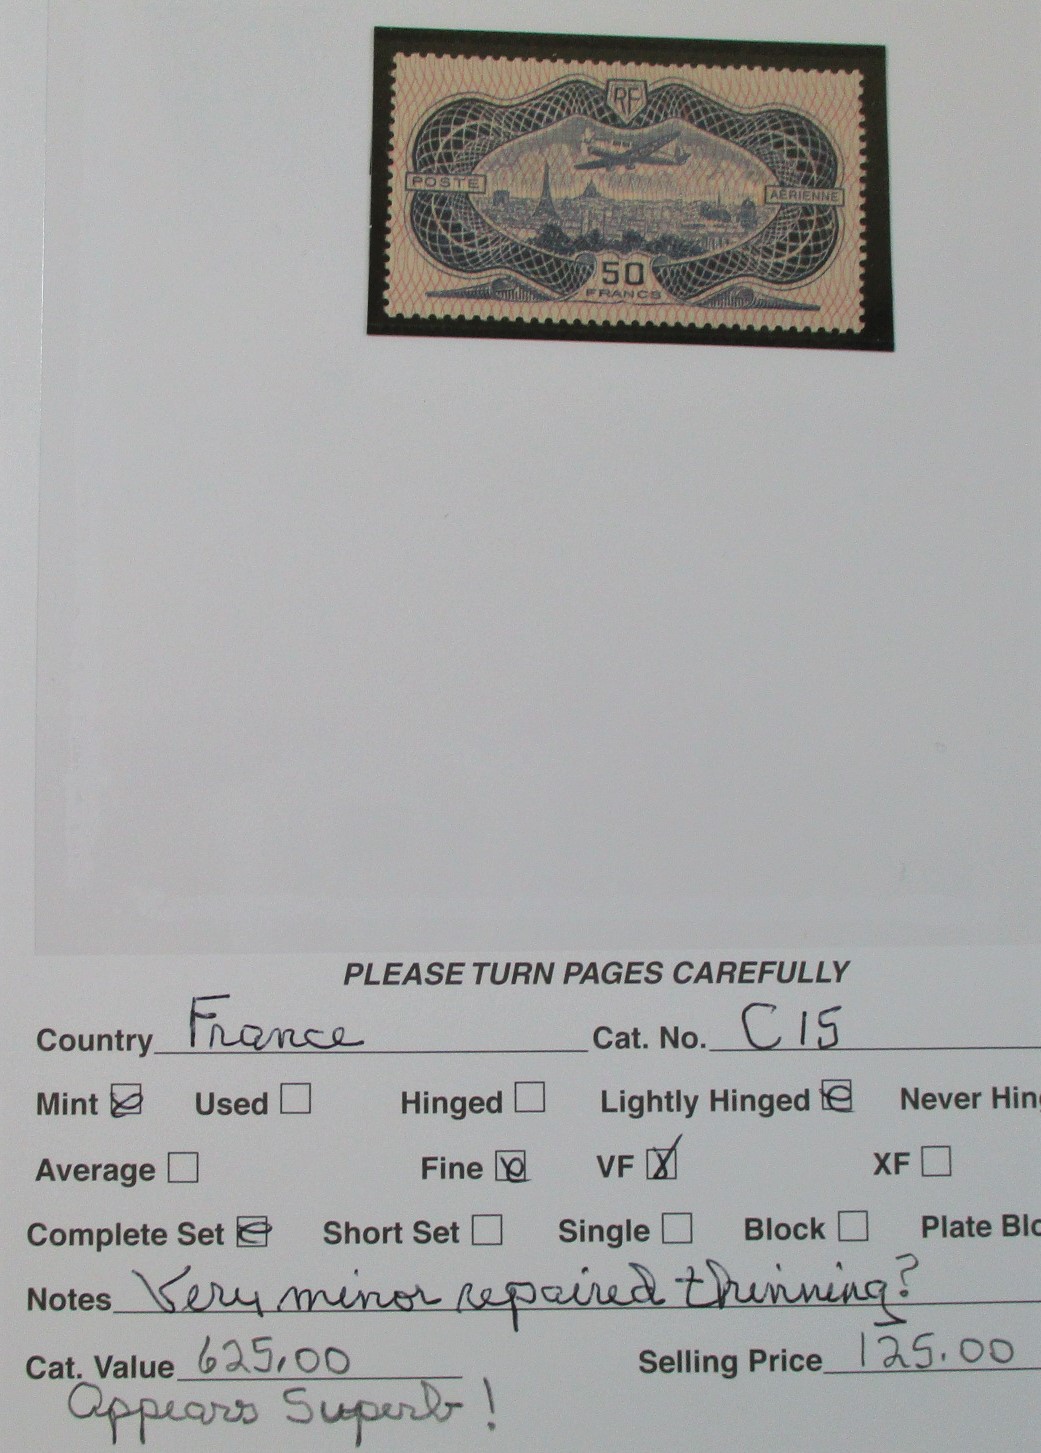 RF
POSTE AÉRIENNE
50
FRANCS
PLEASE TURN PAGES CAREFULLY
Country France Cat. No. C15
Mint Used Hinged Lightly Hinged Never Hing
Average Fine VF XF
Complete Set Short Set Single Block Plate Blo
Notes Very minor repaired thinning?
Cat. Value 625.00 Selling Price 125.00
Appears Superb!